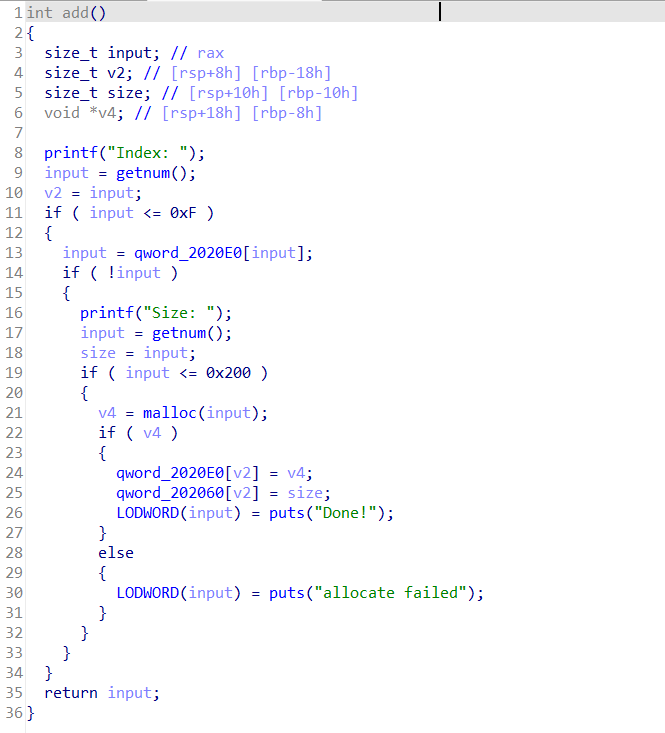 1 int add()
2 {
3   size_t input; // rax
4   size_t v2; // [rsp+8h] [rbp-18h]
5   size_t size; // [rsp+10h] [rbp-10h]
6   void *v4; // [rsp+18h] [rbp-8h]
7
8   printf("Index: ");
9   input = getnum();
10   v2 = input;
11   if ( input <= 0xF )
12   {
13     input = qword_2020E0[input];
14     if ( !input )
15     {
16       printf("Size: ");
17       input = getnum();
18       size = input;
19       if ( input <= 0x200 )
20       {
21         v4 = malloc(input);
22         if ( v4 )
23         {
24           qword_2020E0[v2] = v4;
25           qword_202060[v2] = size;
26           LODWORD(input) = puts("Done!");
27         }
28         else
29         {
30           LODWORD(input) = puts("allocate failed");
31         }
32       }
33     }
34   }
35   return input;
36 }